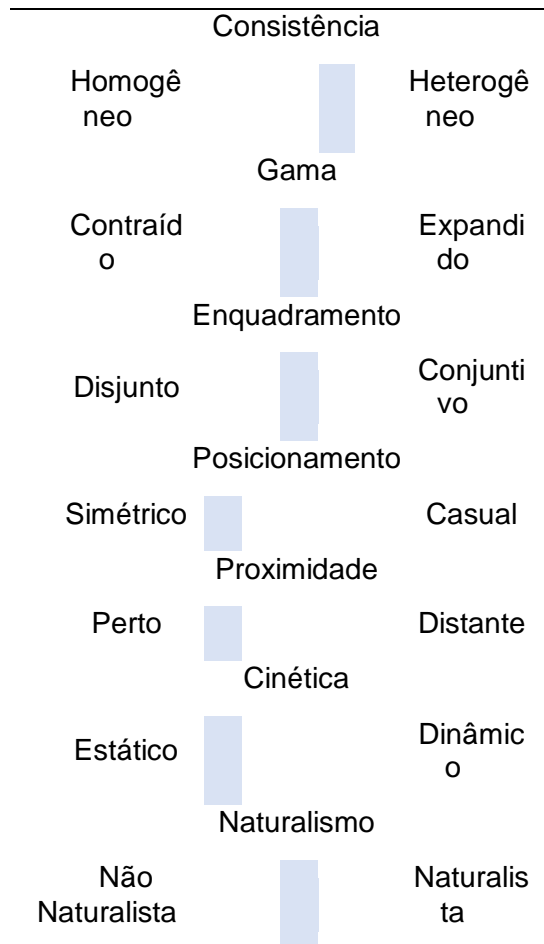 Consistência
Homogê
neo
Heterogê
neo
Gama
Contraíd
o
Expandi
do
Enquadramento
Disjunto
Conjunti
vo
Posicionamento
Simétrico
Casual
Proximidade
Perto
Distante
Cinética
Estático
Dinâmic
o
Naturalismo
Não
Naturalista
Naturalis
ta